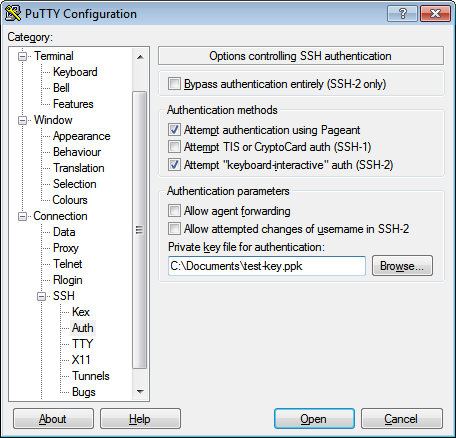 PuTTY Configuration
Category:
Terminal
Keyboard
Bell
Features
Window
Appearance
Behaviour
Translation
Selection
Colours
Connection
Data
Proxy
Telnet
Rlogin
SSH
Kex
Auth
TTY
X11
Tunnels
Bugs
Options controlling SSH authentication
Bypass authentication entirely (SSH-2 only)
Authentication methods
Attempt authentication using Pageant
Attempt TIS or CryptoCard auth (SSH-1)
Attempt "keyboard-interactive" auth (SSH-2)
Authentication parameters
Allow agent forwarding
Allow attempted changes of username in SSH-2
Private key file for authentication:
C:\Documents\test-key.ppk
Browse...
About
Help
Open
Cancel